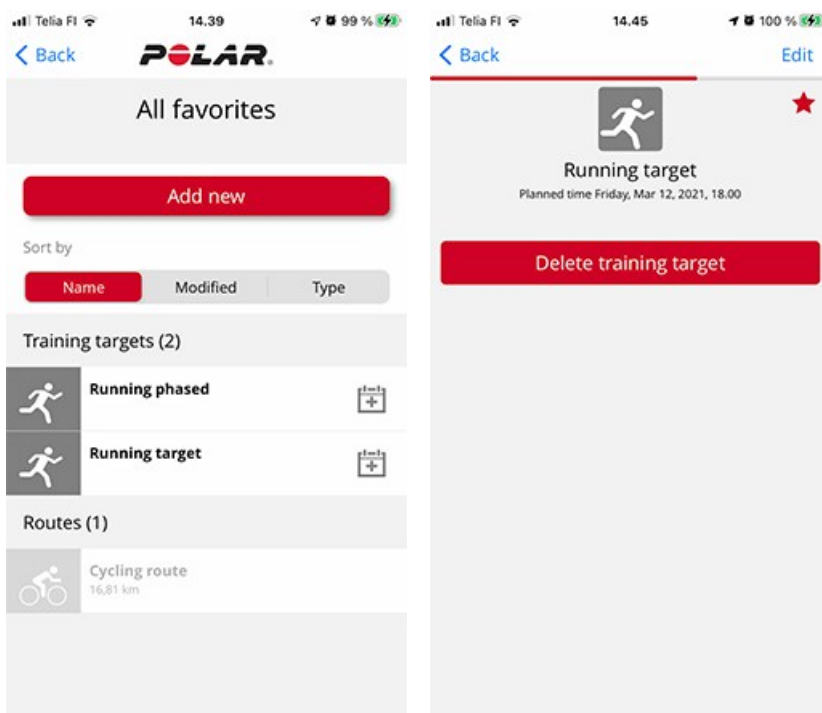 Telia FI 14.39 99 %
Back POLAR.
All favorites
Add new
Sort by
Name Modified Type
Training targets (2)
Running phased
Running target
Routes (1)
Cycling route
16,81 km
Telia FI 14.45 100 %
Back Edit
Running target
Planned time Friday, Mar 12, 2021, 18.00
Delete training target